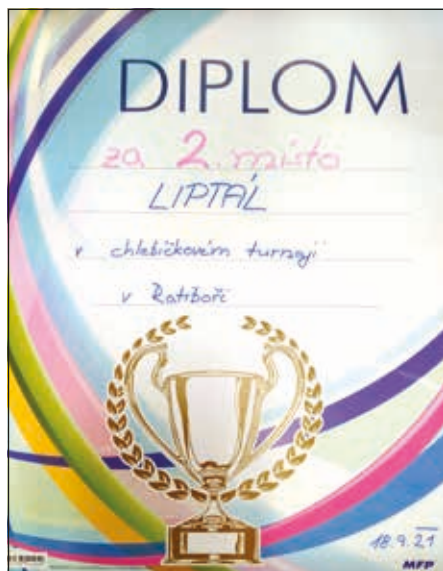 DIPLOM
za 2. místo
LIPTÁL
v chlebíčkovém turnaji
v Ratiboři
18.9.21
MFP